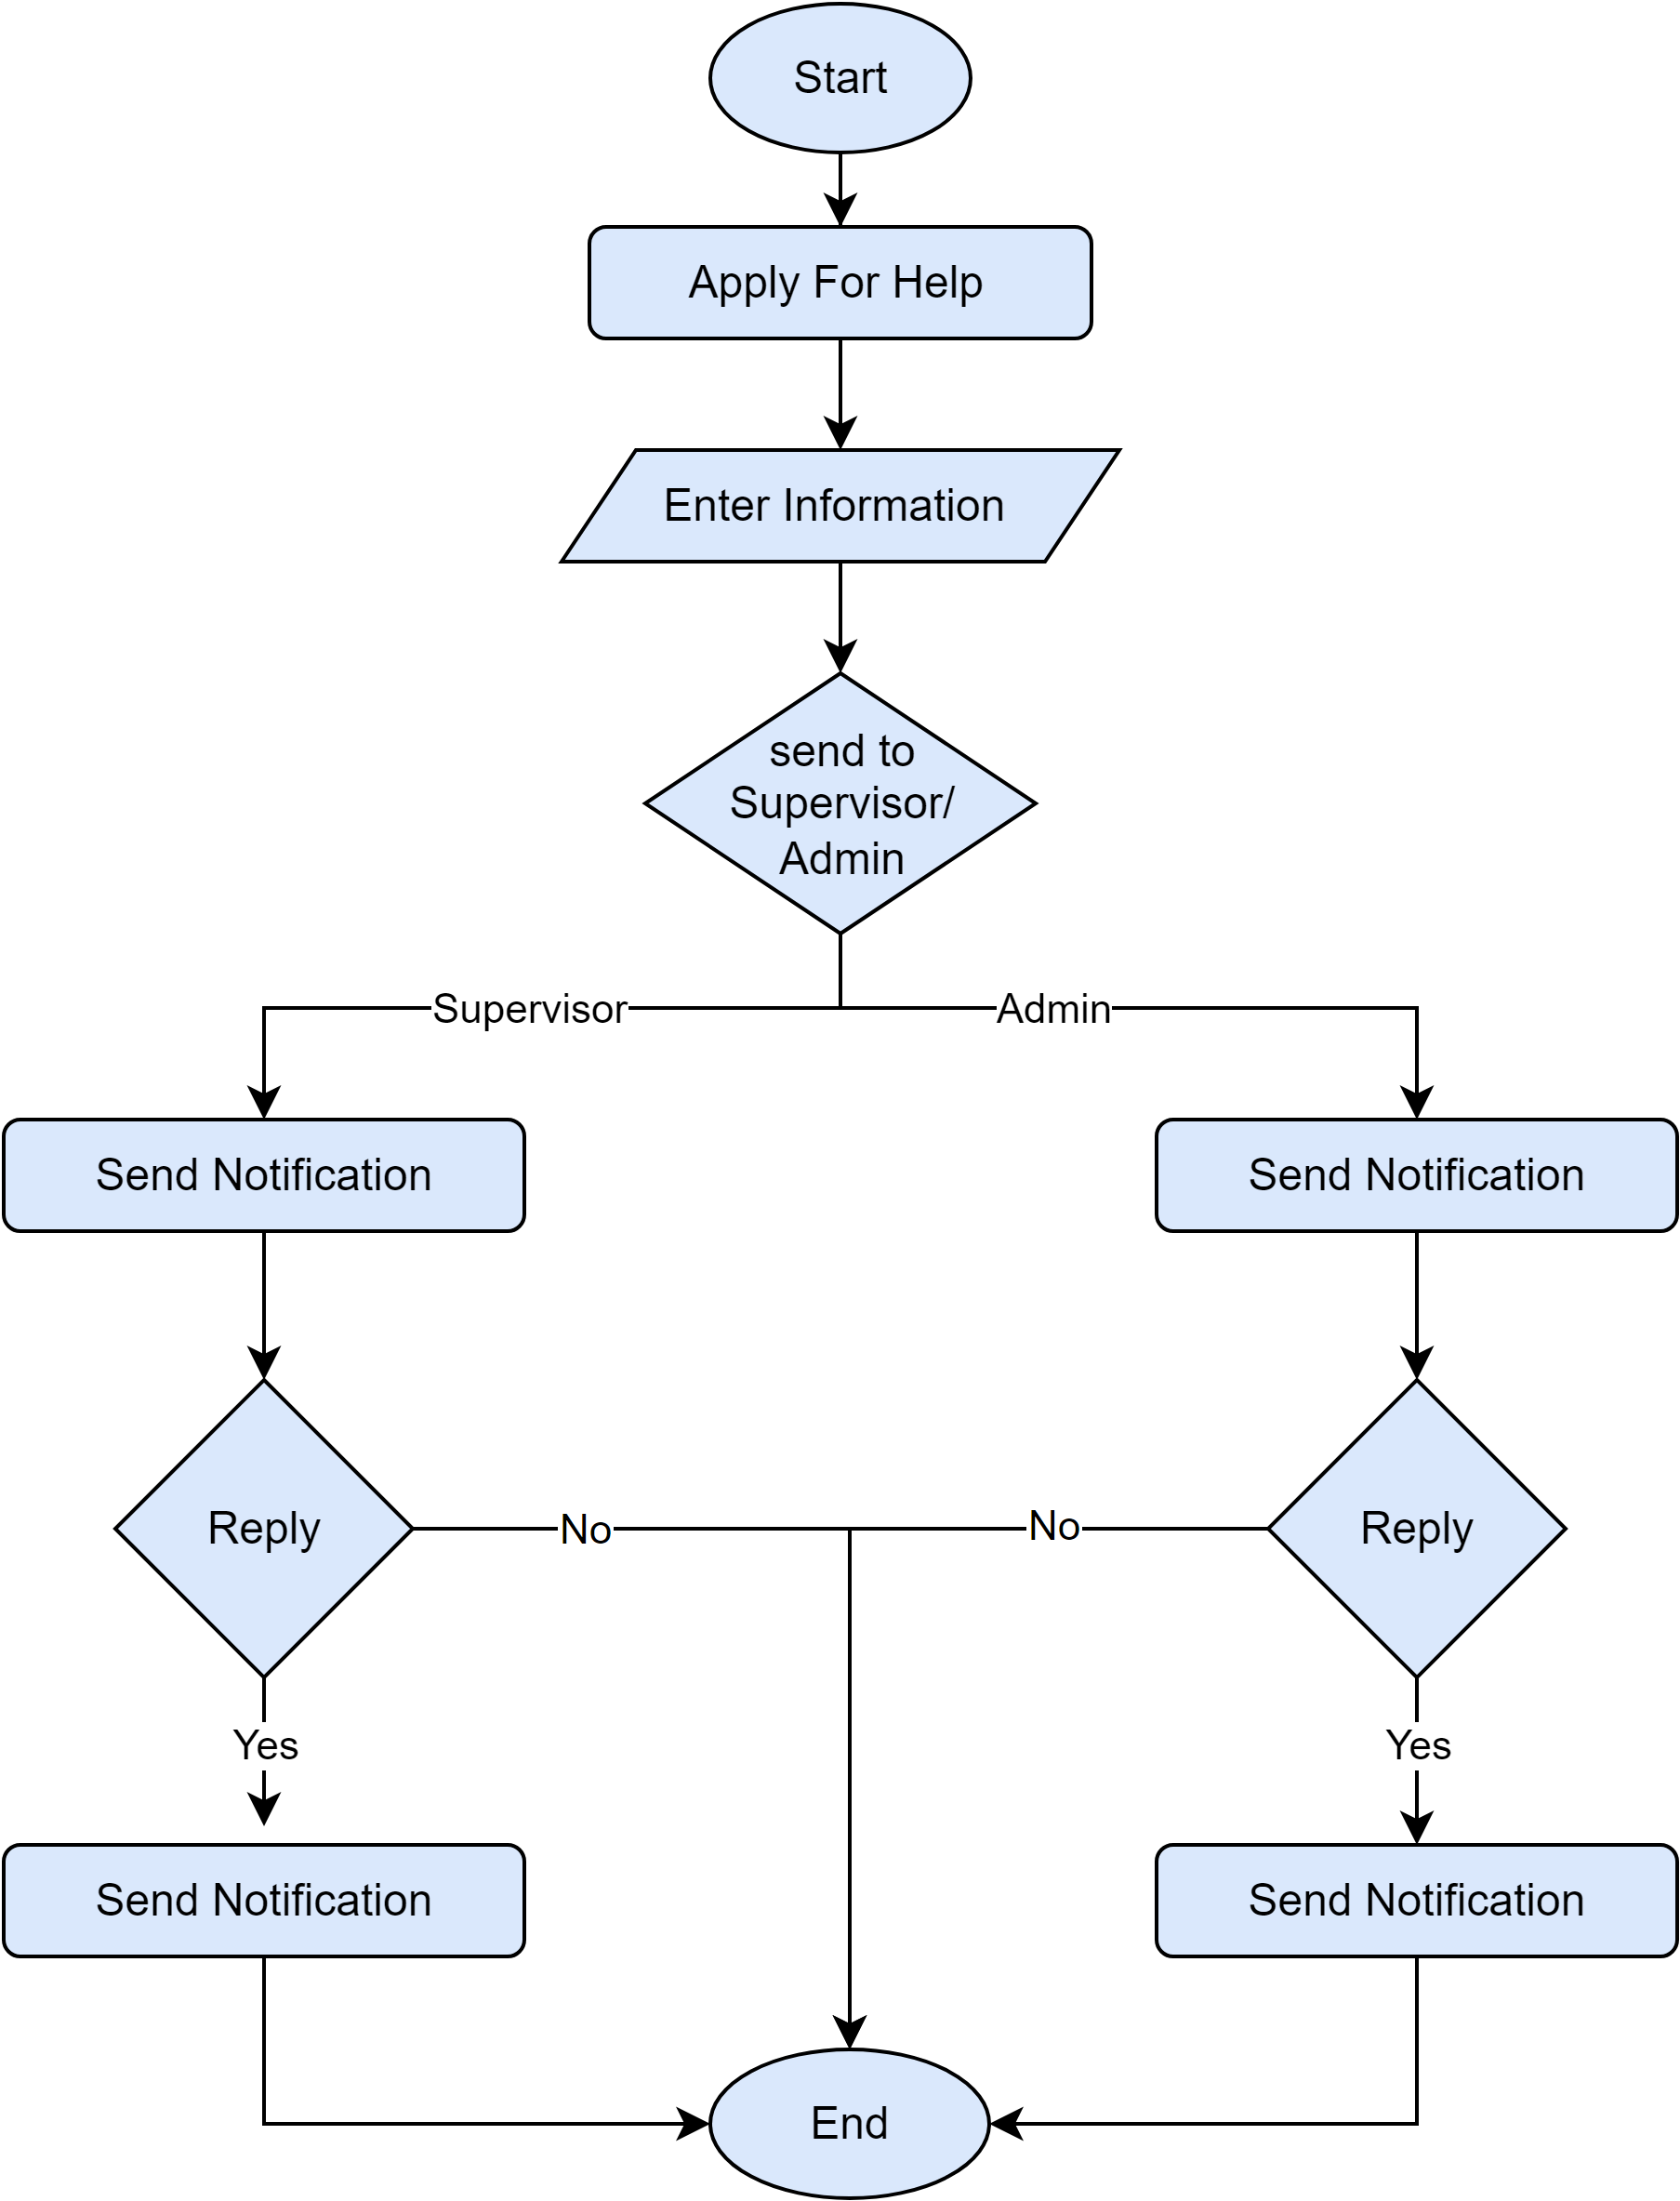 Start
Apply For Help
Enter Information
send to
Supervisor/
Admin
Supervisor
Admin
Send Notification
Send Notification
Reply
No
No
Reply
Yes
Yes
Send Notification
Send Notification
End